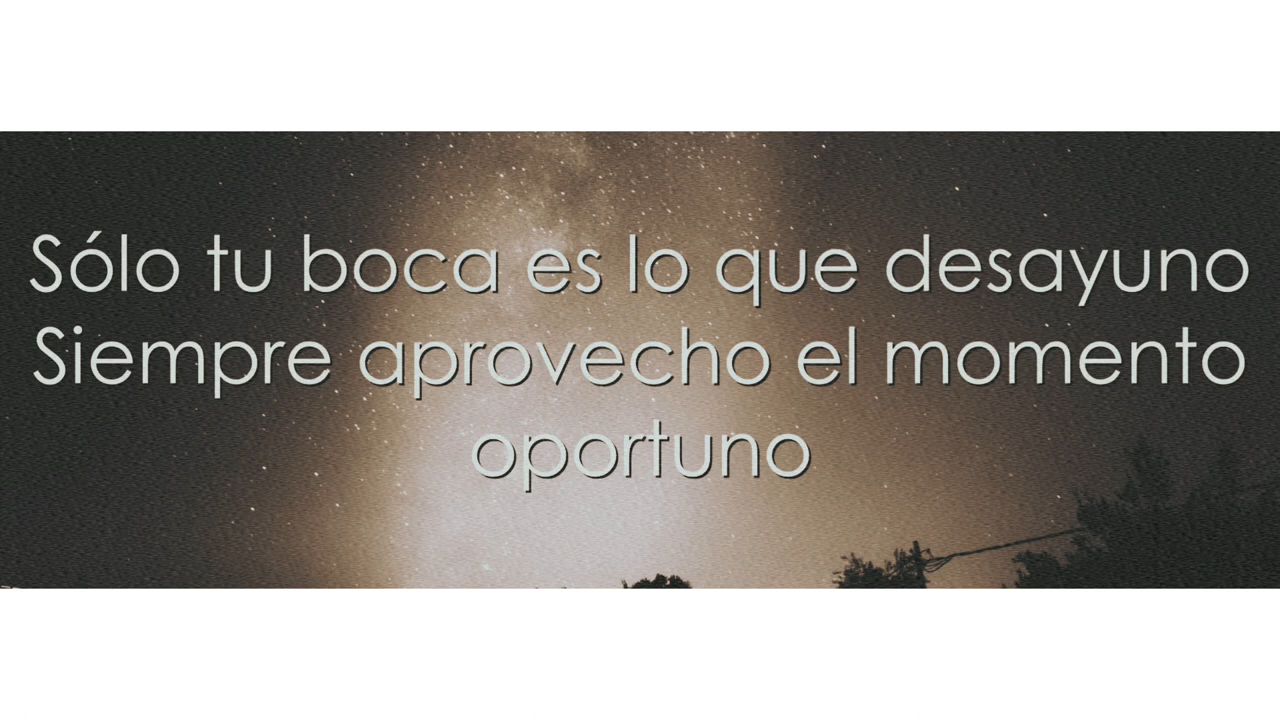 Sólo tu boca es lo que desayuno
Siempre aprovecho el momento
oportuno